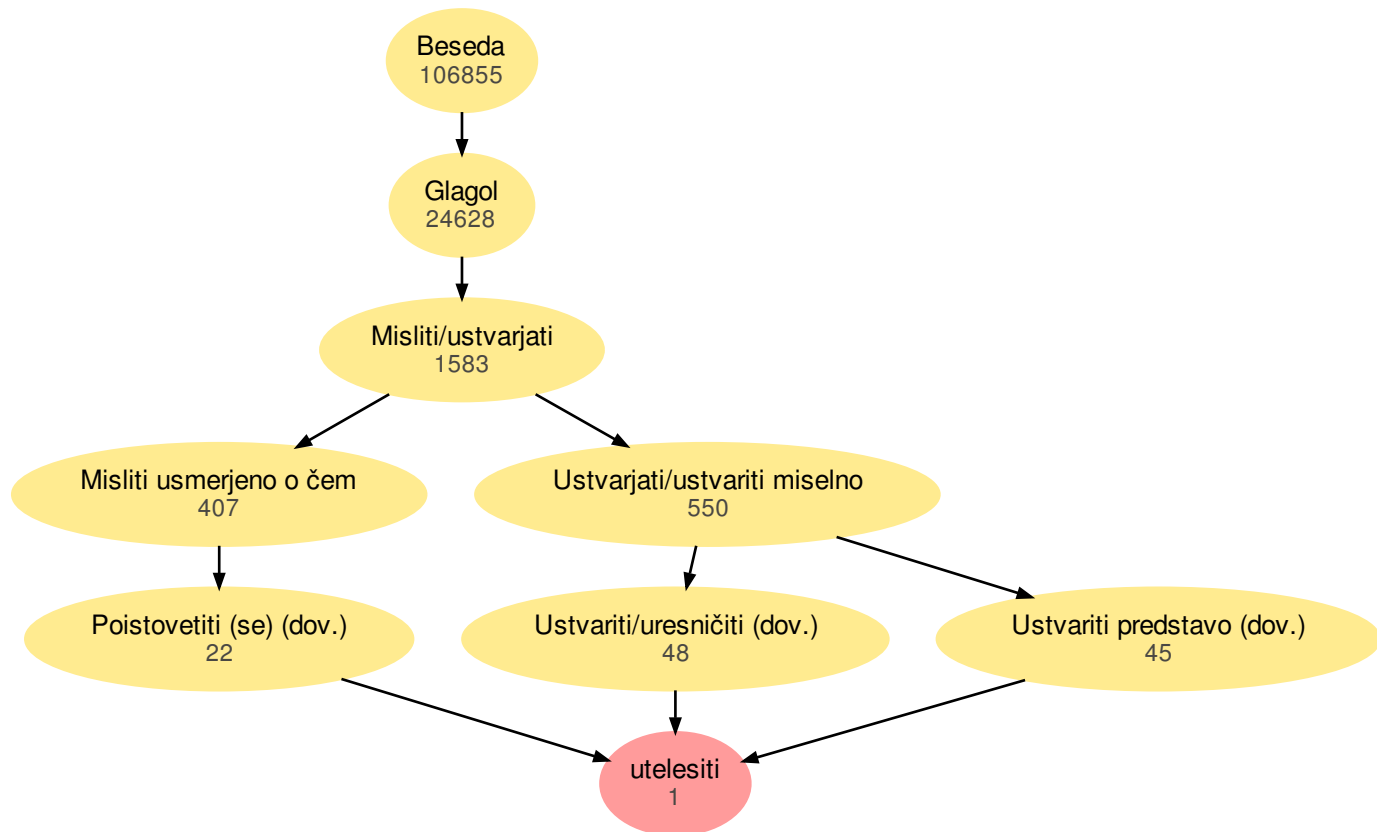 Beseda
106855
Glagol
24628
Misliti/ustvarjati
1583
Misliti usmerjeno o čem
407
Ustvarjati/ustvariti miselno
550
Poistovetiti (se) (dov.)
22
Ustvariti/uresničiti (dov.)
48
Ustvariti predstavo (dov.)
45
utelesiti
1